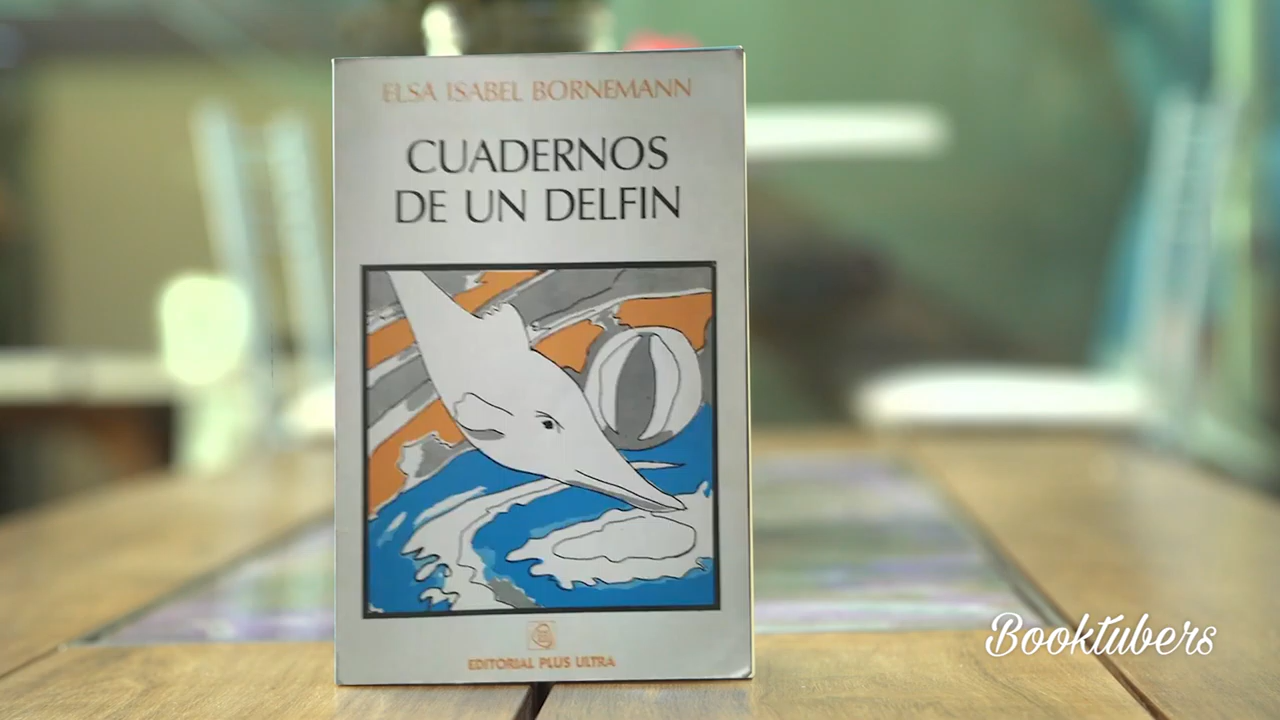 ELSA ISABEL BORNEMANN
CUADERNOS
DE UN DELFIN
EDITORIAL PLUS ULTRA
Booktubers